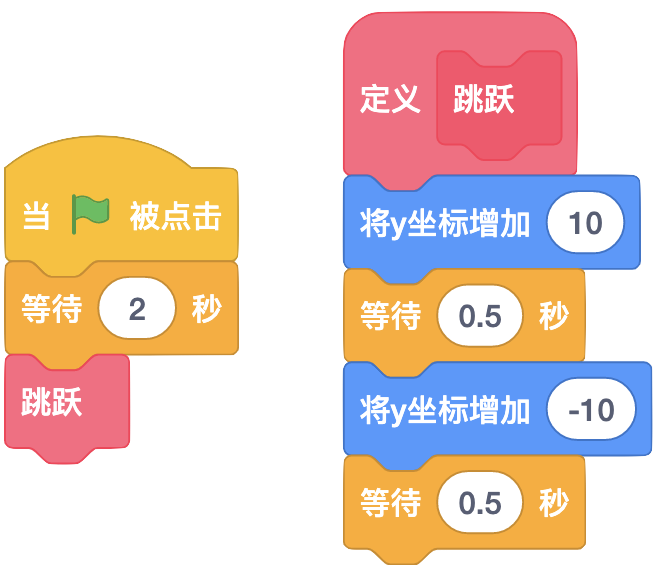 当 被点击
等待 2 秒
跳跃
定义 跳跃
将y坐标增加 10
等待 0.5 秒
将y坐标增加 -10
等待 0.5 秒